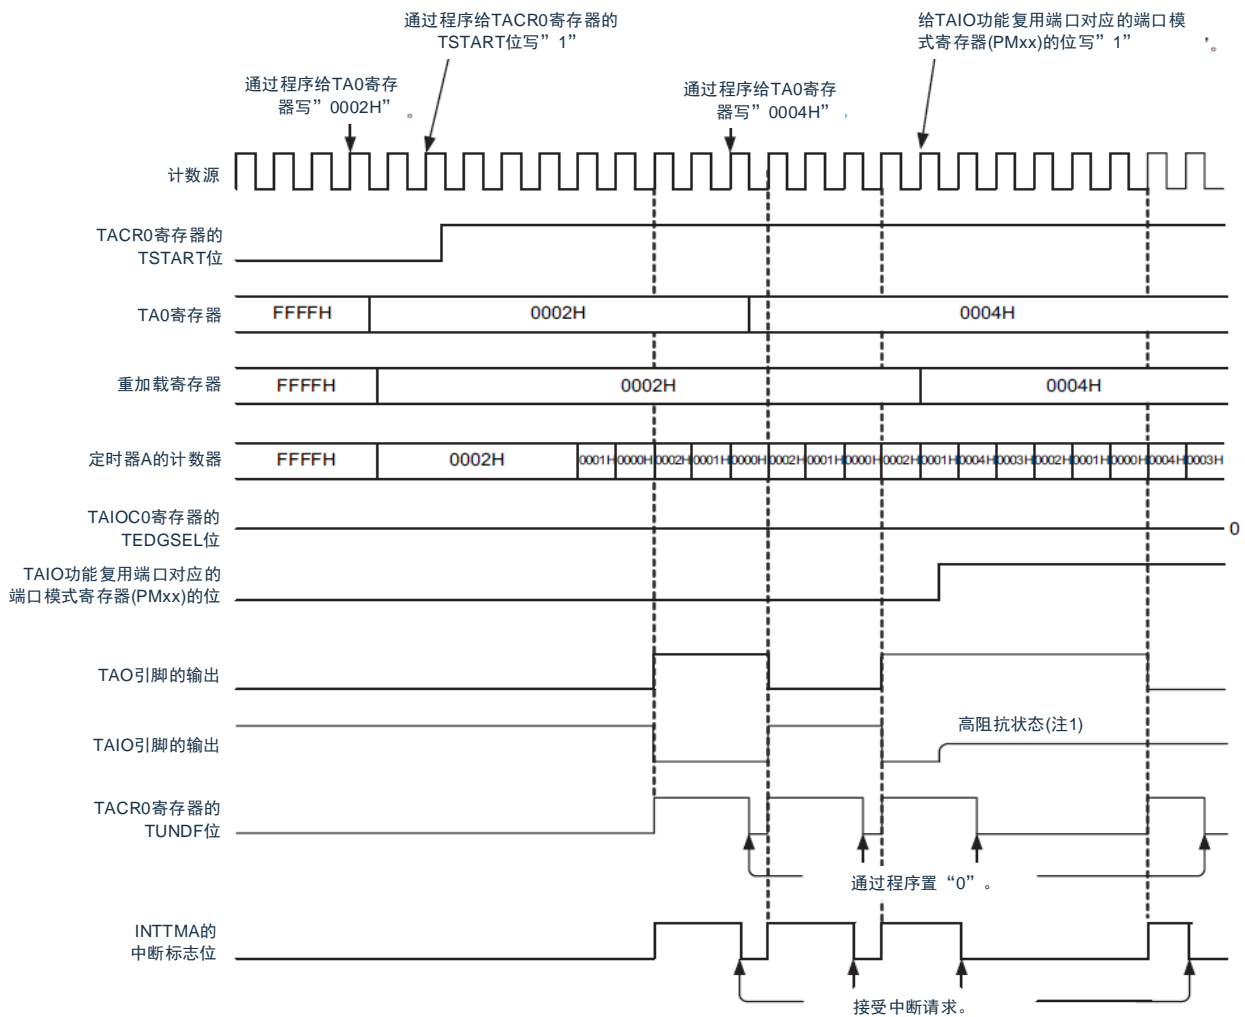 通过程序给TACR0寄存器的
TSTART位写”1”
给TAIO功能复用端口对应的端口模
式寄存器(PMxx)的位写”1” 。
通过程序给TA0寄存
器写”0002H” 。
通过程序给TA0寄存
器写”0004H”
计数源
TACR0寄存器的
TSTART位
TA0寄存器 FFFFH 0002H 0004H
重加载寄存器 FFFFH 0002H 0004H
定时器A的计数器 FFFFH 0002H 0001H 0000H 0002H 0001H 0000H 0002H 0001H 0000H 0002H 0001H 0004H 0003H 0002H 0001H 0000H 0004H 0003H
TAIOC0寄存器的
TEDGSEL位 0
TAIO功能复用端口对应的
端口模式寄存器(PMxx)的位
TAO引脚的输出
高阻抗状态(注1)
TAIO引脚的输出
TACR0寄存器的
TUNDF位
通过程序置“0”。
INTTMA的
中断标志位
接受中断请求。